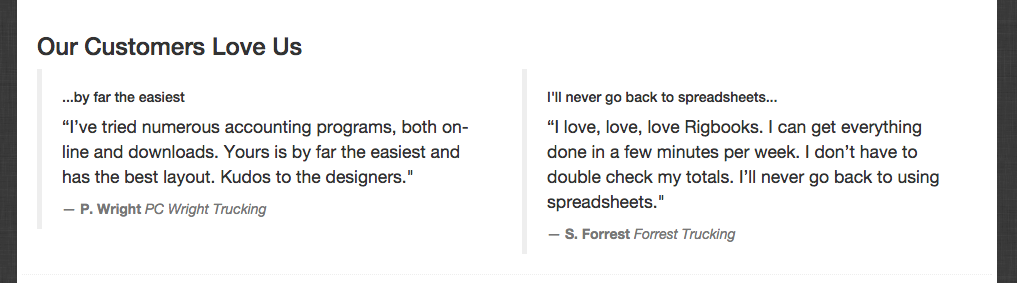 Our Customers Love Us
...by far the easiest
“I’ve tried numerous accounting programs, both on-
line and downloads. Yours is by far the easiest and
has the best layout. Kudos to the designers."
— P. Wright PC Wright Trucking
I'll never go back to spreadsheets...
“I love, love, love Rigbooks. I can get everything
done in a few minutes per week. I don’t have to
double check my totals. I’ll never go back to using
spreadsheets."
— S. Forrest Forrest Trucking